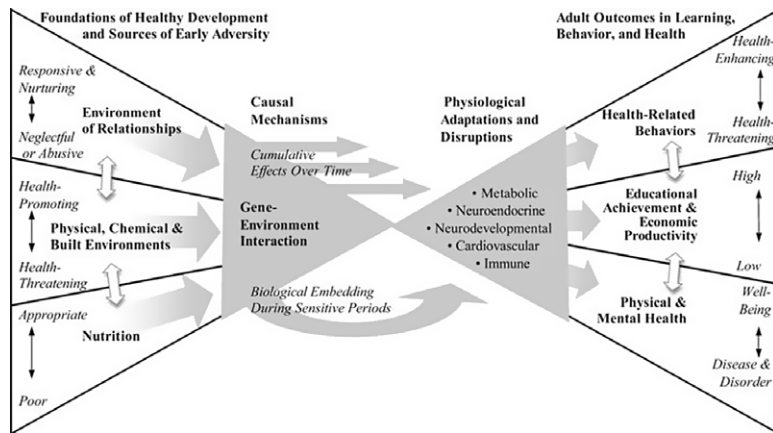 Foundations of Healthy Development
and Sources of Early Adversity
Adult Outcomes in Learning,
Behavior, and Health
Responsive &
Nurturing
Neglectful
or Abusive
Environment
of Relationships
Health-
Promoting
Health-
Threatening
Physical, Chemical &
Built Environments
Appropriate
Poor
Nutrition
Causal
Mechanisms
Cumulative
Effects Over Time
Gene-
Environment
Interaction
Biological Embedding
During Sensitive Periods
Physiological
Adaptations and
Disruptions
• Metabolic
• Neuroendocrine
• Neurodevelopmental
• Cardiovascular
• Immune
Health-Related
Behaviors
Health-
Enhancing
Health-
Threatening
Educational
Achievement &
Economic
Productivity
High
Low
Physical &
Mental Health
Well-
Being
Disease &
Disorder